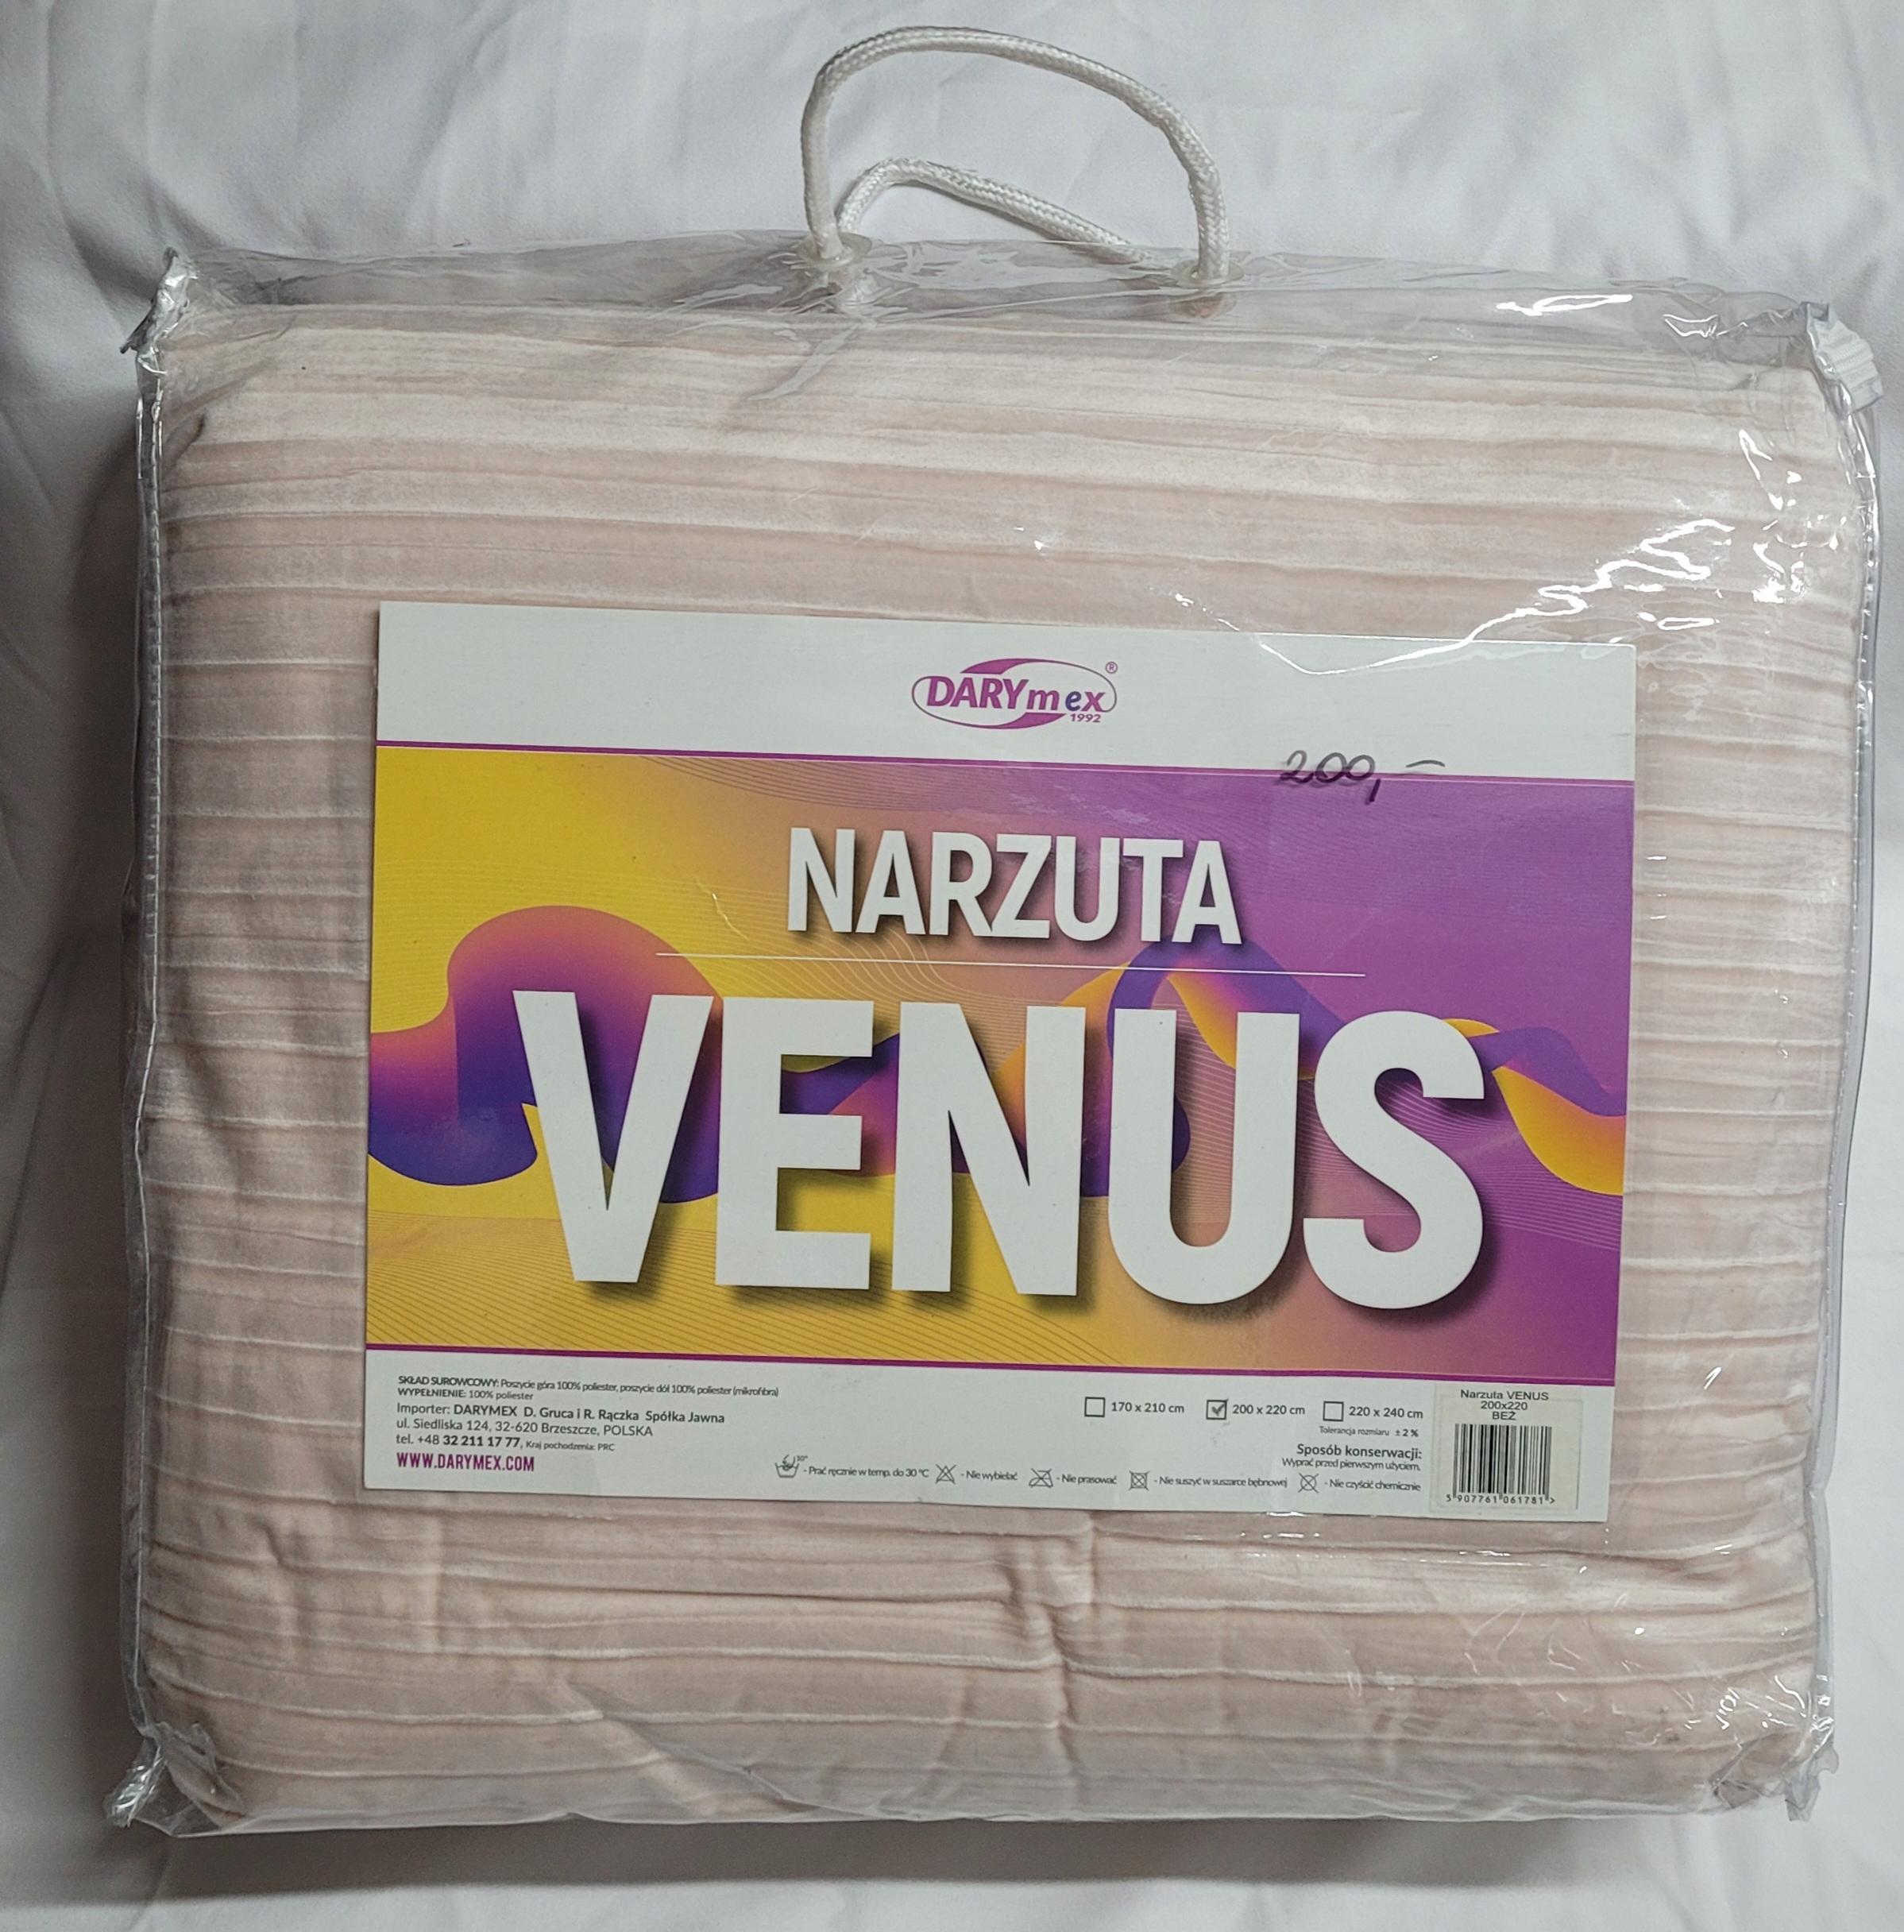 DARYmex®
1992
200,-
NARZUTA
VENUS
SKŁAD SUROWCOWY: Poszycie góra 100% poliester, poszycie dół 100% poliester (mikrofibra)
WYPEŁNIENIE: 100% poliester
Importer: DARYMEX D. Gruca i R. Rączka Spółka Jawna
ul. Siedliska 124, 32-620 Brzeszcze, POLSKA
tel. +48 32 211 17 77, Kraj pochodzenia: PRC
WWW.DARYMEX.COM
170 x 210 cm 200 x 220 cm 220 x 240 cm
Tolerancja rozmiaru ± 2 %
Sposób konserwacji:
Wyprać przed pierwszym użyciem.
30° - Prać ręcznie w temp. do 30 °C - Nie wybielać - Nie prasować - Nie suszyć w suszarce bębnowej - Nie czyścić chemicznie
Narzuta VENUS
200x220
BEŻ
5 907761 061781 >